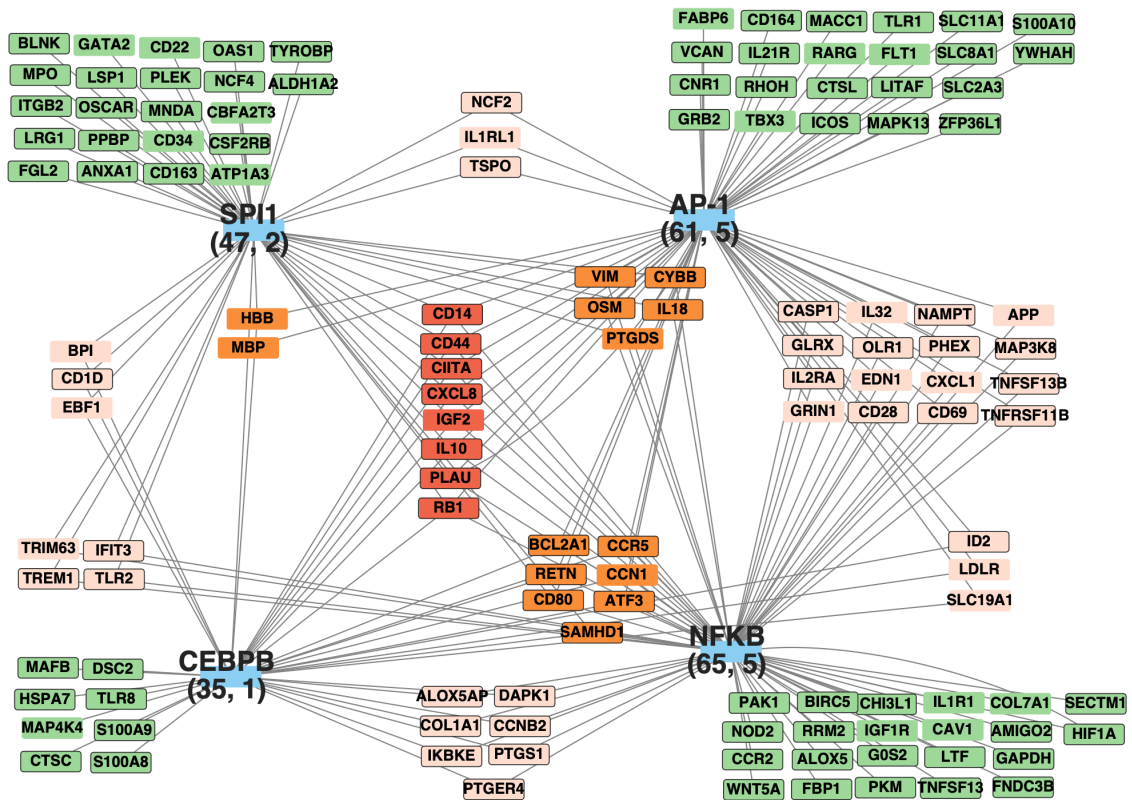 BLNK GATA2 CD22 OAS1 TYROBP
MPO LSP1 PLEK NCF4 ALDH1A2
ITGB2 OSCAR MNDA CBFA2T3
LRG1 PPBP CD34 CSF2RB
FGL2 ANXA1 CD163 ATP1A3
FABP6 CD164 MACC1 TLR1 SLC11A1 S100A10
VCAN IL21R RARG FLT1 SLC8A1 YWHAH
CNR1 RHOH CTSL LITAF SLC2A3
GRB2 TBX3 ICOS MAPK13 ZFP36L1
NCF2
IL1RL1
TSPO
SPI1
(47, 2)
AP-1
(61, 5)
VIM CYBB
OSM IL18
PTGDS
HBB
MBP
CD14
CD44
CIITA
CXCL8
IGF2
IL10
PLAU
RB1
CASP1 IL32 NAMPT APP
GLRX OLR1 PHEX MAP3K8
IL2RA EDN1 CXCL1 TNFSF13B
GRIN1 CD28 CD69 TNFRSF11B
BPI
CD1D
EBF1
TRIM63 IFIT3
TREM1 TLR2
BCL2A1 CCR5
RETN CCN1
CD80 ATF3
SAMHD1
ID2
LDLR
SLC19A1
CEBPB
(35, 1)
NFKB
(65, 5)
MAFB DSC2
HSPA7 TLR8
MAP4K4 S100A9
CTSC S100A8
ALOX5AP DAPK1
COL1A1 CCNB2
IKBKE PTGS1
PTGER4
PAK1 BIRC5 CHI3L1 IL1R1 COL7A1 SECTM1
NOD2 RRM2 IGF1R CAV1 AMIGO2 HIF1A
CCR2 ALOX5 G0S2 LTF GAPDH
WNT5A FBP1 PKM TNFSF13 FNDC3B